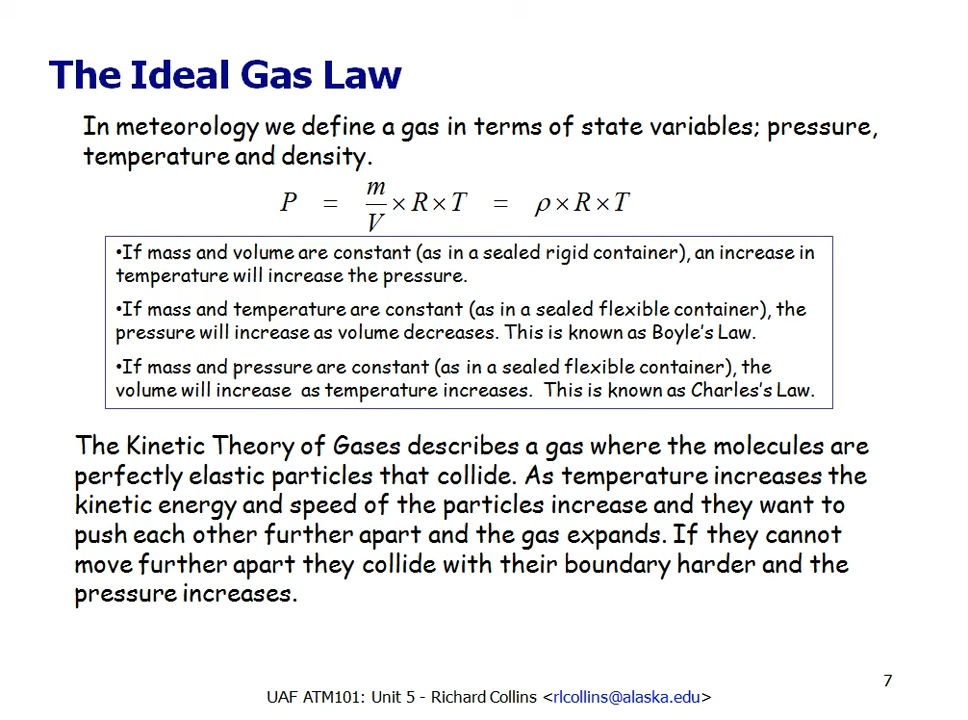 The Ideal Gas Law
In meteorology we define a gas in terms of state variables; pressure,
temperature and density.
P = m/V × R × T = ρ × R × T
•If mass and volume are constant (as in a sealed rigid container), an increase in
temperature will increase the pressure.
•If mass and temperature are constant (as in a sealed flexible container), the
pressure will increase as volume decreases. This is known as Boyle's Law.
•If mass and pressure are constant (as in a sealed flexible container), the
volume will increase  as temperature increases.  This is known as Charles's Law.
The Kinetic Theory of Gases describes a gas where the molecules are
perfectly elastic particles that collide. As temperature increases the
kinetic energy and speed of the particles increase and they want to
push each other further apart and the gas expands. If they cannot
move further apart they collide with their boundary harder and the
pressure increases.
7
UAF ATM101: Unit 5 - Richard Collins <rlcollins@alaska.edu>